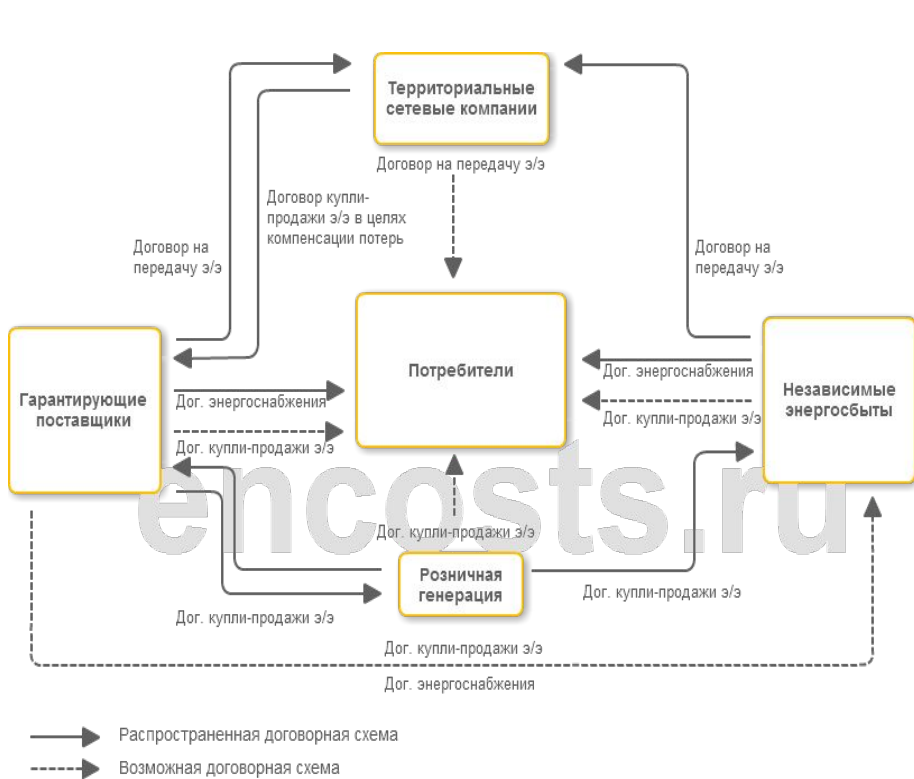 Территориальные
сетевые компании
Договор на передачу э/э
Договор купли-
продажи э/э в целях
компенсации потерь
Договор на
передачу э/э
Договор на
передачу э/э
Потребители
Гарантирующие
поставщики
Независимые
энергосбыты
Дог. энергоснабжения
Дог. купли-продажи э/э
Дог. энергоснабжения
Дог. купли-продажи э/э
encosts.ru
Дог. купли-продажи э/э
Розничная
генерация
Дог. купли-продажи э/э
Дог. купли-продажи э/э
Дог. купли-продажи э/э
Дог. энергоснабжения
Распространенная договорная схема
Возможная договорная схема